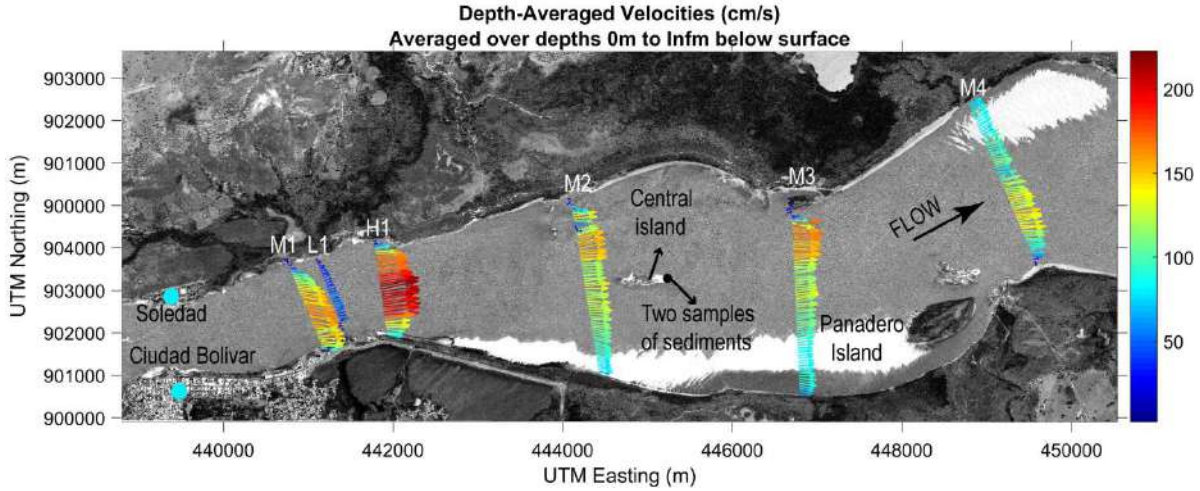 Depth-Averaged Velocities (cm/s)
Averaged over depths 0m to Infm below surface
903000
902000
901000
900000
904000
903000
902000
901000
900000
UTM Northing (m)
M1
L1
H1
M2
M3
M4
Central
island
Two samples
of sediments
FLOW
Panadero
Island
Soledad
Ciudad Bolivar
440000
442000
444000
446000
448000
450000
UTM Easting (m)
200
150
100
50